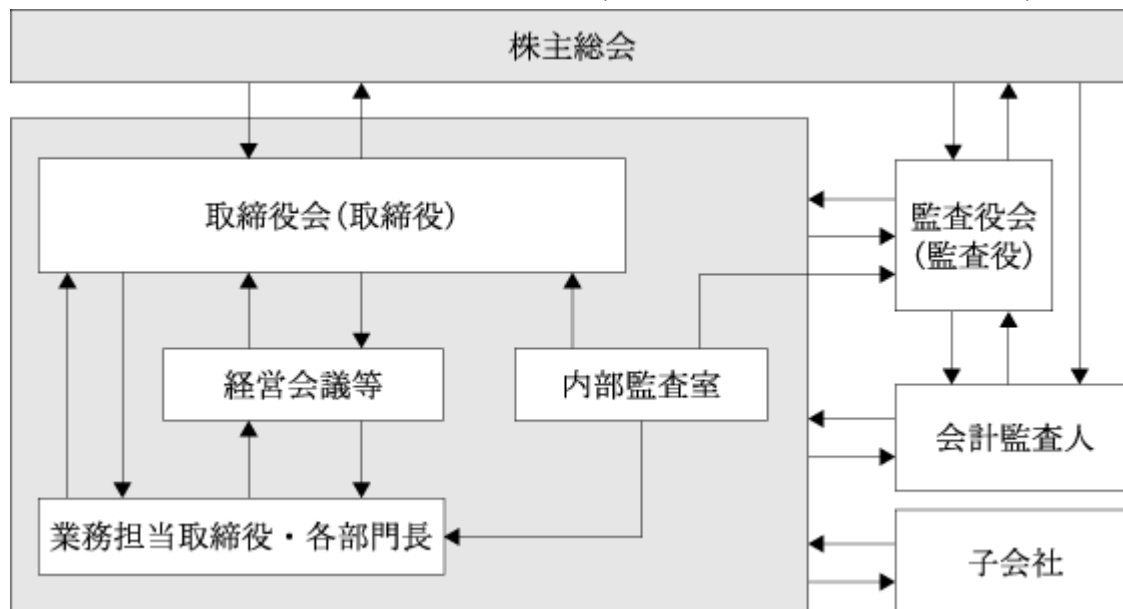 株主総会
取締役会(取締役)
監査役会
(監査役)
経営会議等
内部監査室
会計監査人
業務担当取締役・各部門長
子会社